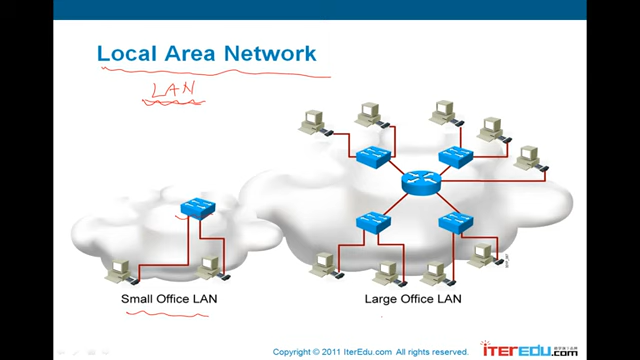 Local Area Network
LAN
Small Office LAN
Large Office LAN
Copyright © 2011 IterEdu.com All rights reserved.
iTEREDU.com